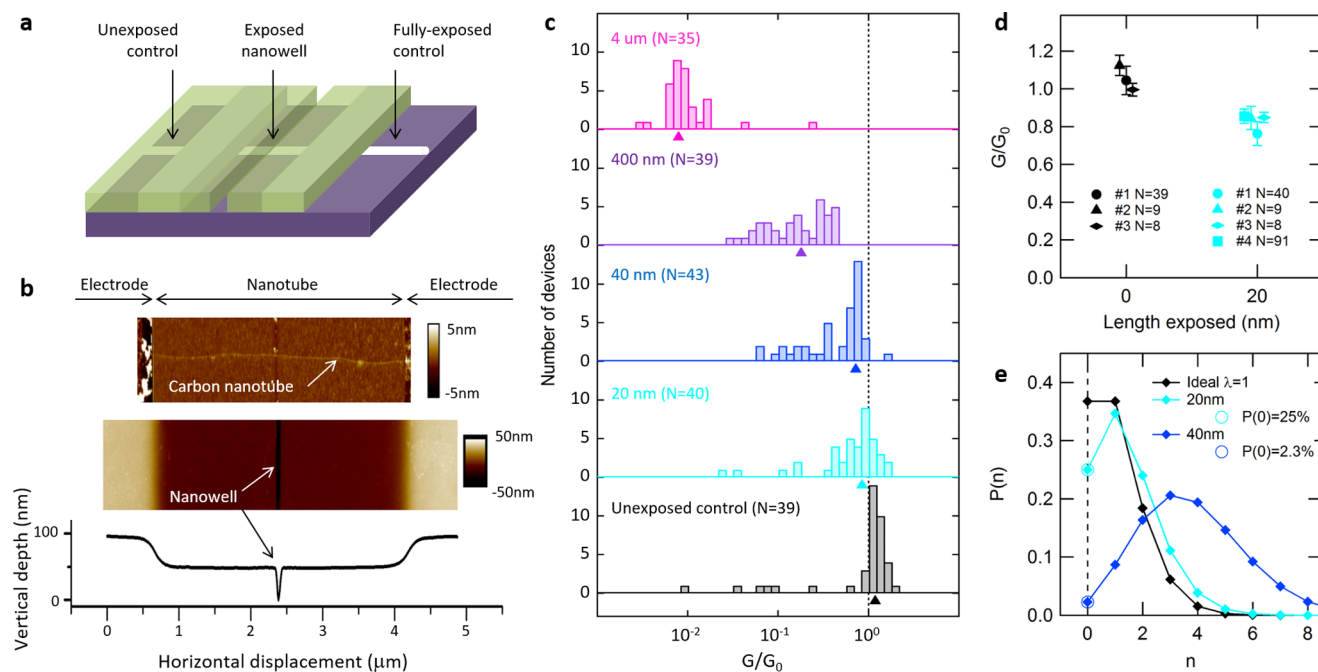 a
Unexposed control
Exposed nanowell
Fully-exposed control
b
Electrode
Nanotube
Electrode
5nm
Carbon nanotube
-5nm
50nm
Nanowell
-50nm
Vertical depth (nm)
100
50
0
0 1 2 3 4 5
Horizontal displacement (μm)
c
Number of devices
4 um (N=35)
10
5
0
400 nm (N=39)
10
5
0
40 nm (N=43)
10
5
0
20 nm (N=40)
10
5
0
Unexposed control (N=39)
10
5
0
10⁻² 10⁻¹ 10⁰
G/G₀
d
G/G₀
1.2
1.0
0.8
0.6
0.4
0.2
0.0
#1 N=39
#2 N=9
#3 N=8
#1 N=40
#2 N=9
#3 N=8
#4 N=91
0 20
Length exposed (nm)
e
P(n)
0.4
0.3
0.2
0.1
0.0
Ideal λ=1
20nm
P(0)=25%
40nm
P(0)=2.3%
0 2 4 6 8
n